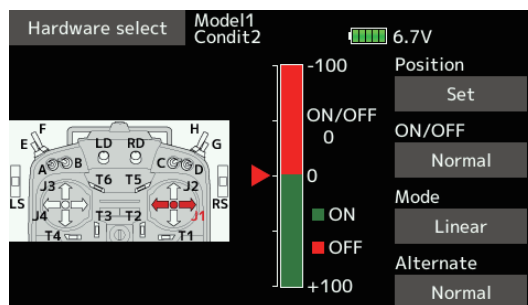 Hardware select
Model1
Condit2
6.7V
-100
ON/OFF
0
0
ON
OFF
+100
Position
Set
ON/OFF
Normal
Mode
Linear
Alternate
Normal
F
H
E
LD
RD
G
A
B
C
D
T6
T5
J3
J2
LS
J4
T3
T2
J1
RS
T4
T1